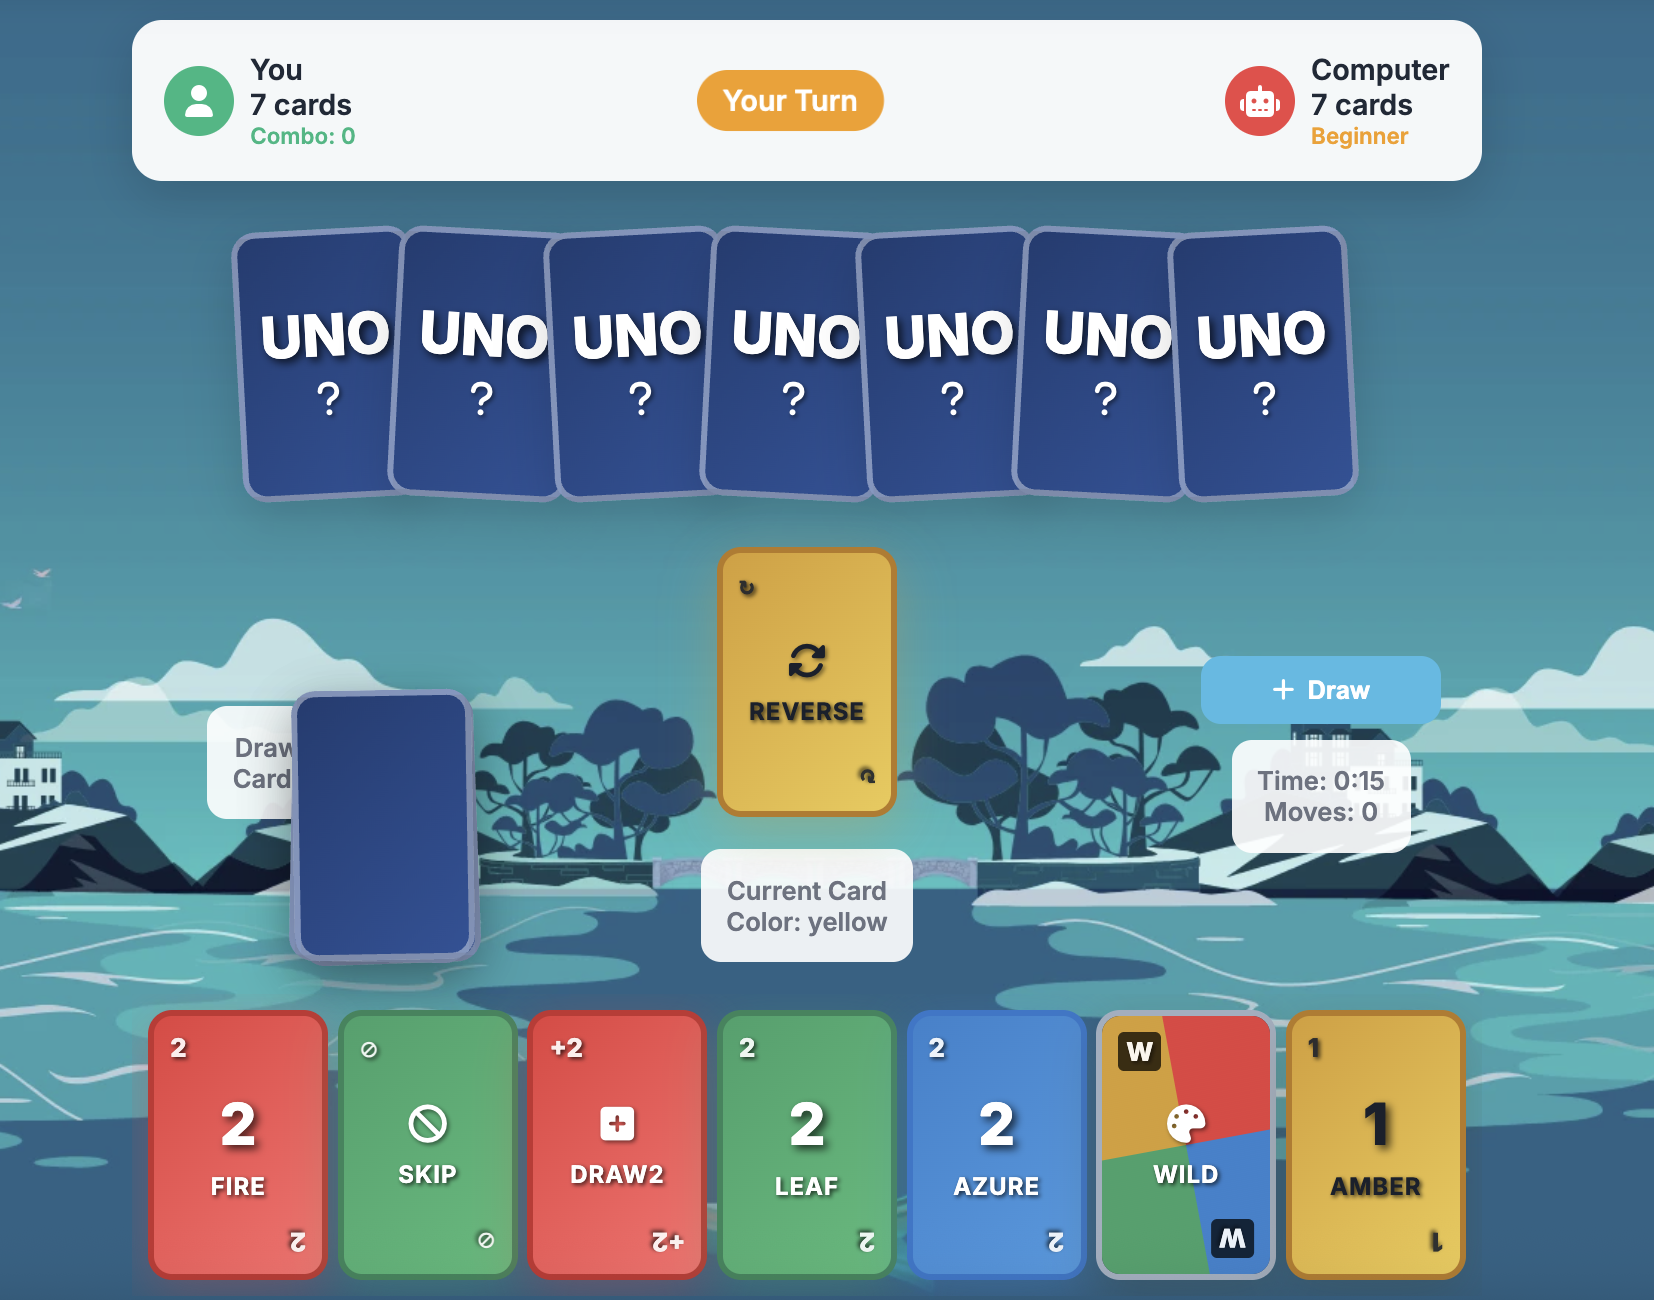 You
7 cards
Combo: 0
Your Turn
Computer
7 cards
Beginner
UNO
?
UNO
?
UNO
?
UNO
?
UNO
?
UNO
?
UNO
?
REVERSE
Draw
Card
Draw
Time: 0:15
Moves: 0
Current Card
Color: yellow
2
2
FIRE
2
SKIP
+2
DRAW2
+2
2
2
LEAF
2
2
2
AZURE
2
W
WILD
W
1
1
AMBER
1